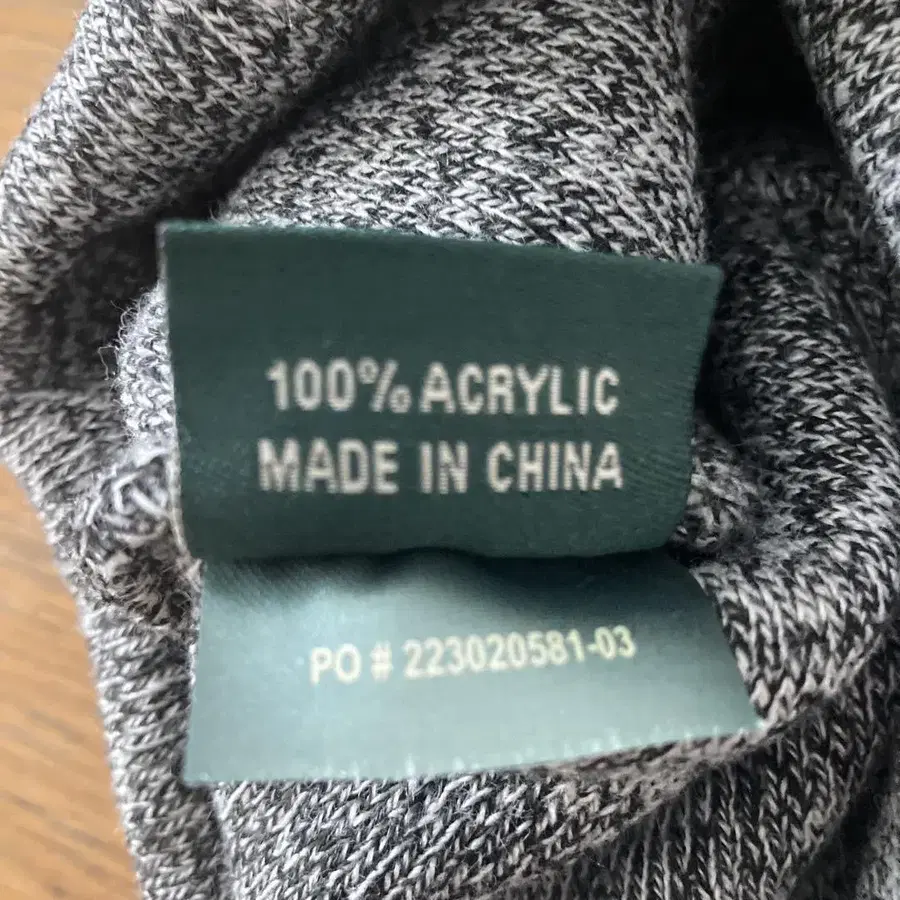 100% ACRYLIC
MADE IN CHINA
PO # 223020581-03